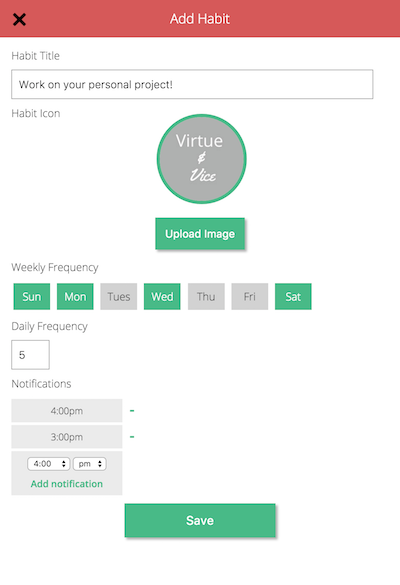 Add Habit
Habit Title
Work on your personal project!
Habit Icon
Virtue
&
Vice
Upload Image
Weekly Frequency
Sun Mon Tues Wed Thu Fri Sat
Daily Frequency
5
Notifications
4:00pm -
3:00pm -
4:00 pm
Add notification
Save